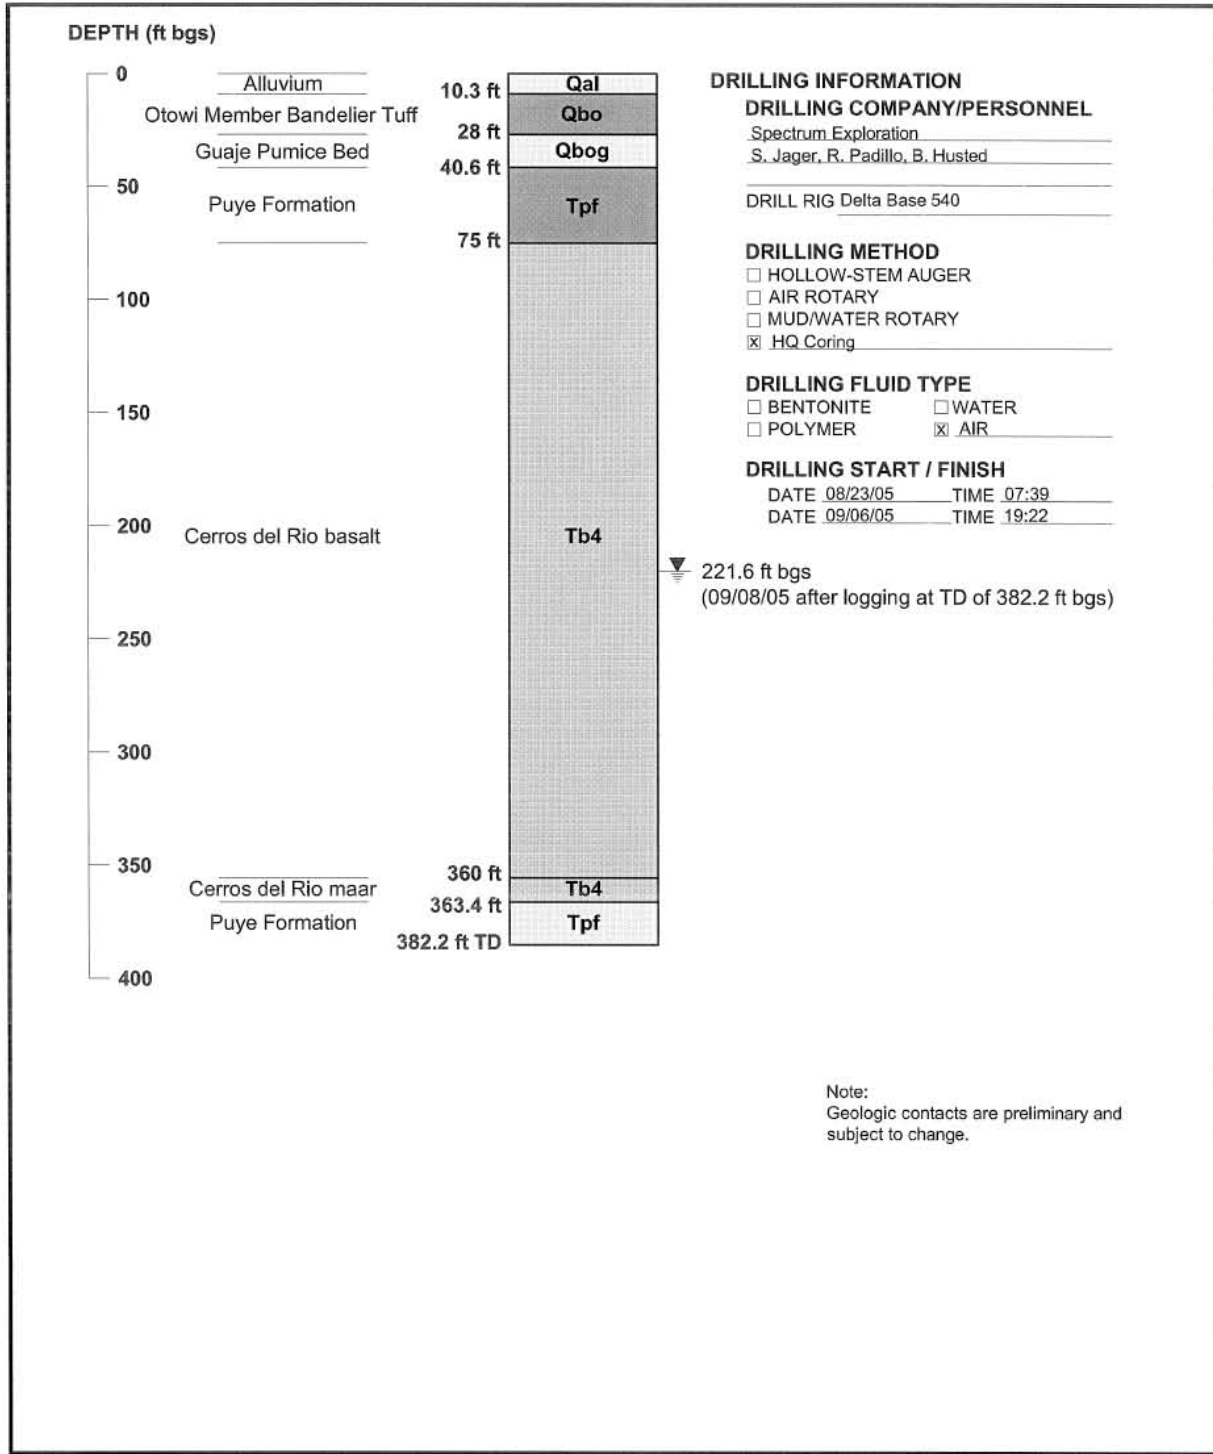 DEPTH (ft bgs)
0
50
100
150
200
250
300
350
400
Alluvium
Otowi Member Bandelier Tuff
Guaje Pumice Bed
Puye Formation
Cerros del Rio basalt
Cerros del Rio maar
Puye Formation
10.3 ft
28 ft
40.6 ft
75 ft
360 ft
363.4 ft
382.2 ft TD
Qal
Qbo
Qbog
Tpf
Tb4
Tb4
Tpf
221.6 ft bgs
(09/08/05 after logging at TD of 382.2 ft bgs)
DRILLING INFORMATION
DRILLING COMPANY/PERSONNEL
Spectrum Exploration
S. Jager, R. Padillo, B. Husted
DRILL RIG Delta Base 540
DRILLING METHOD
☐ HOLLOW-STEM AUGER
☐ AIR ROTARY
☐ MUD/WATER ROTARY
☒ HQ Coring
DRILLING FLUID TYPE
☐ BENTONITE ☐ WATER
☐ POLYMER ☒ AIR
DRILLING START / FINISH
DATE 08/23/05 TIME 07:39
DATE 09/06/05 TIME 19:22
Note:
Geologic contacts are preliminary and
subject to change.